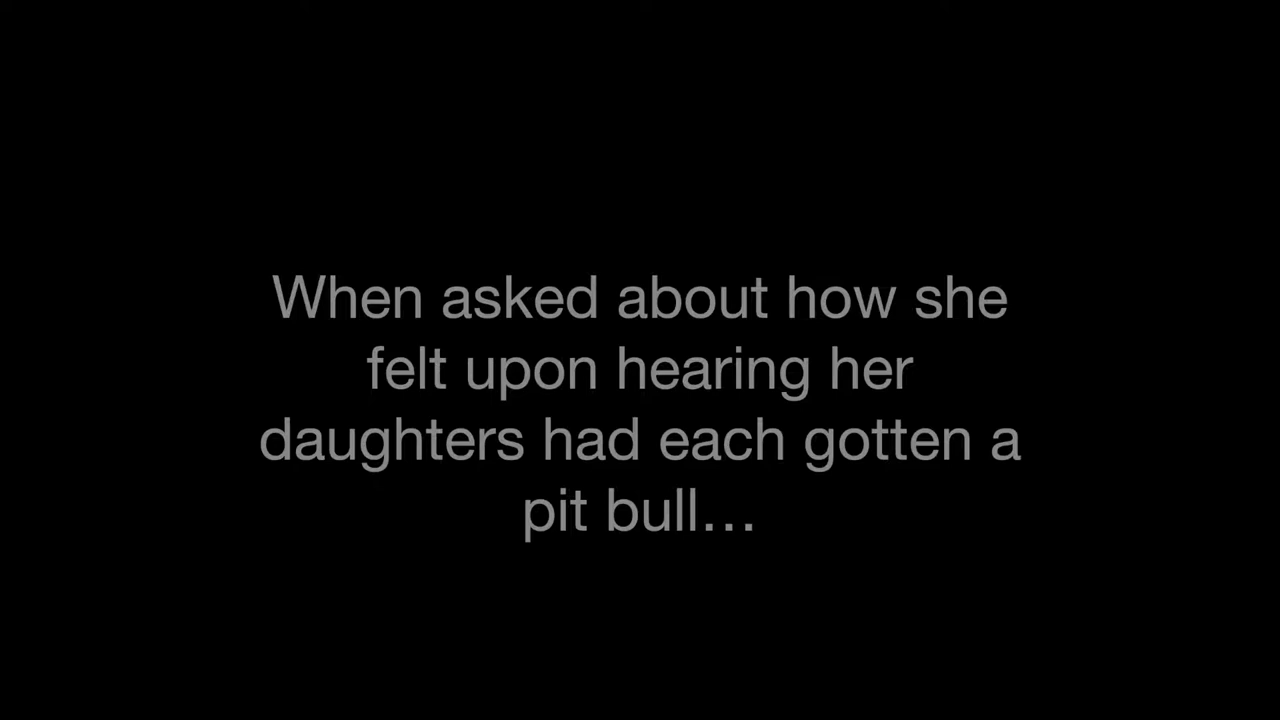 When asked about how she
felt upon hearing her
daughters had each gotten a
pit bull…